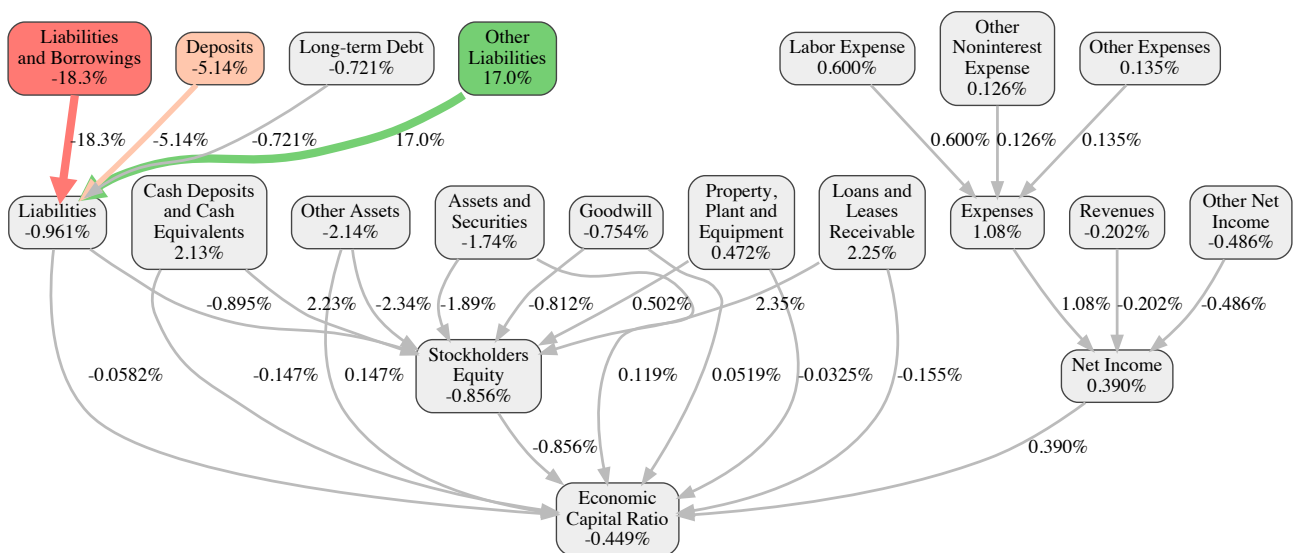 Liabilities
and Borrowings
-18.3%
Deposits
-5.14%
Long-term Debt
-0.721%
Other
Liabilities
17.0%
Labor Expense
0.600%
Other
Noninterest
Expense
0.126%
Other Expenses
0.135%
-18.3%
-5.14%
-0.721%
17.0%
0.600%
0.126%
0.135%
Liabilities
-0.961%
Cash Deposits
and Cash
Equivalents
2.13%
Other Assets
-2.14%
Assets and
Securities
-1.74%
Goodwill
-0.754%
Property,
Plant and
Equipment
0.472%
Loans and
Leases
Receivable
2.25%
Expenses
1.08%
Revenues
-0.202%
Other Net
Income
-0.486%
-0.895%
2.23%
-2.34%
-1.89%
-0.812%
0.502%
2.35%
1.08%
-0.202%
-0.486%
Stockholders
Equity
-0.856%
Net Income
0.390%
-0.0582%
-0.147%
0.147%
0.119%
0.0519%
-0.0325%
-0.155%
-0.856%
0.390%
Economic
Capital Ratio
-0.449%